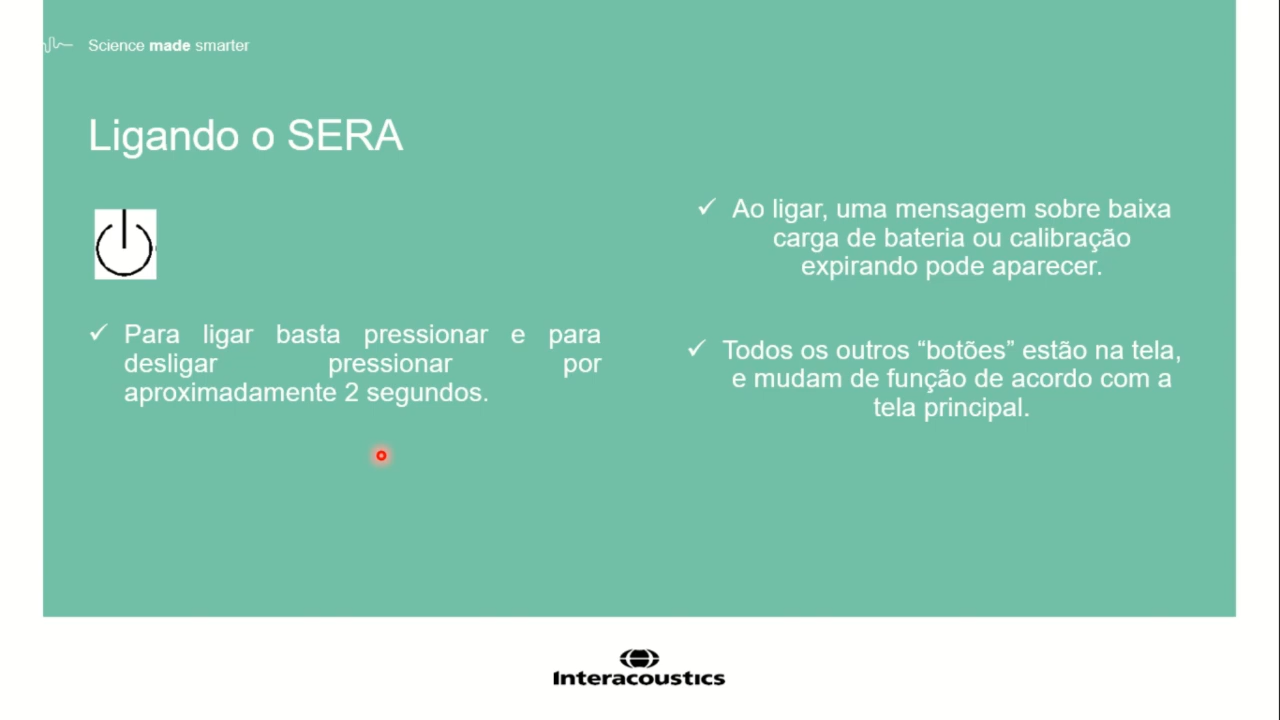 Science made smarter
Ligando o SERA
✓ Para ligar basta pressionar e para
desligar pressionar por
aproximadamente 2 segundos.
✓ Ao ligar, uma mensagem sobre baixa
carga de bateria ou calibração
expirando pode aparecer.
✓ Todos os outros “botões” estão na tela,
e mudam de função de acordo com a
tela principal.
Interacoustics